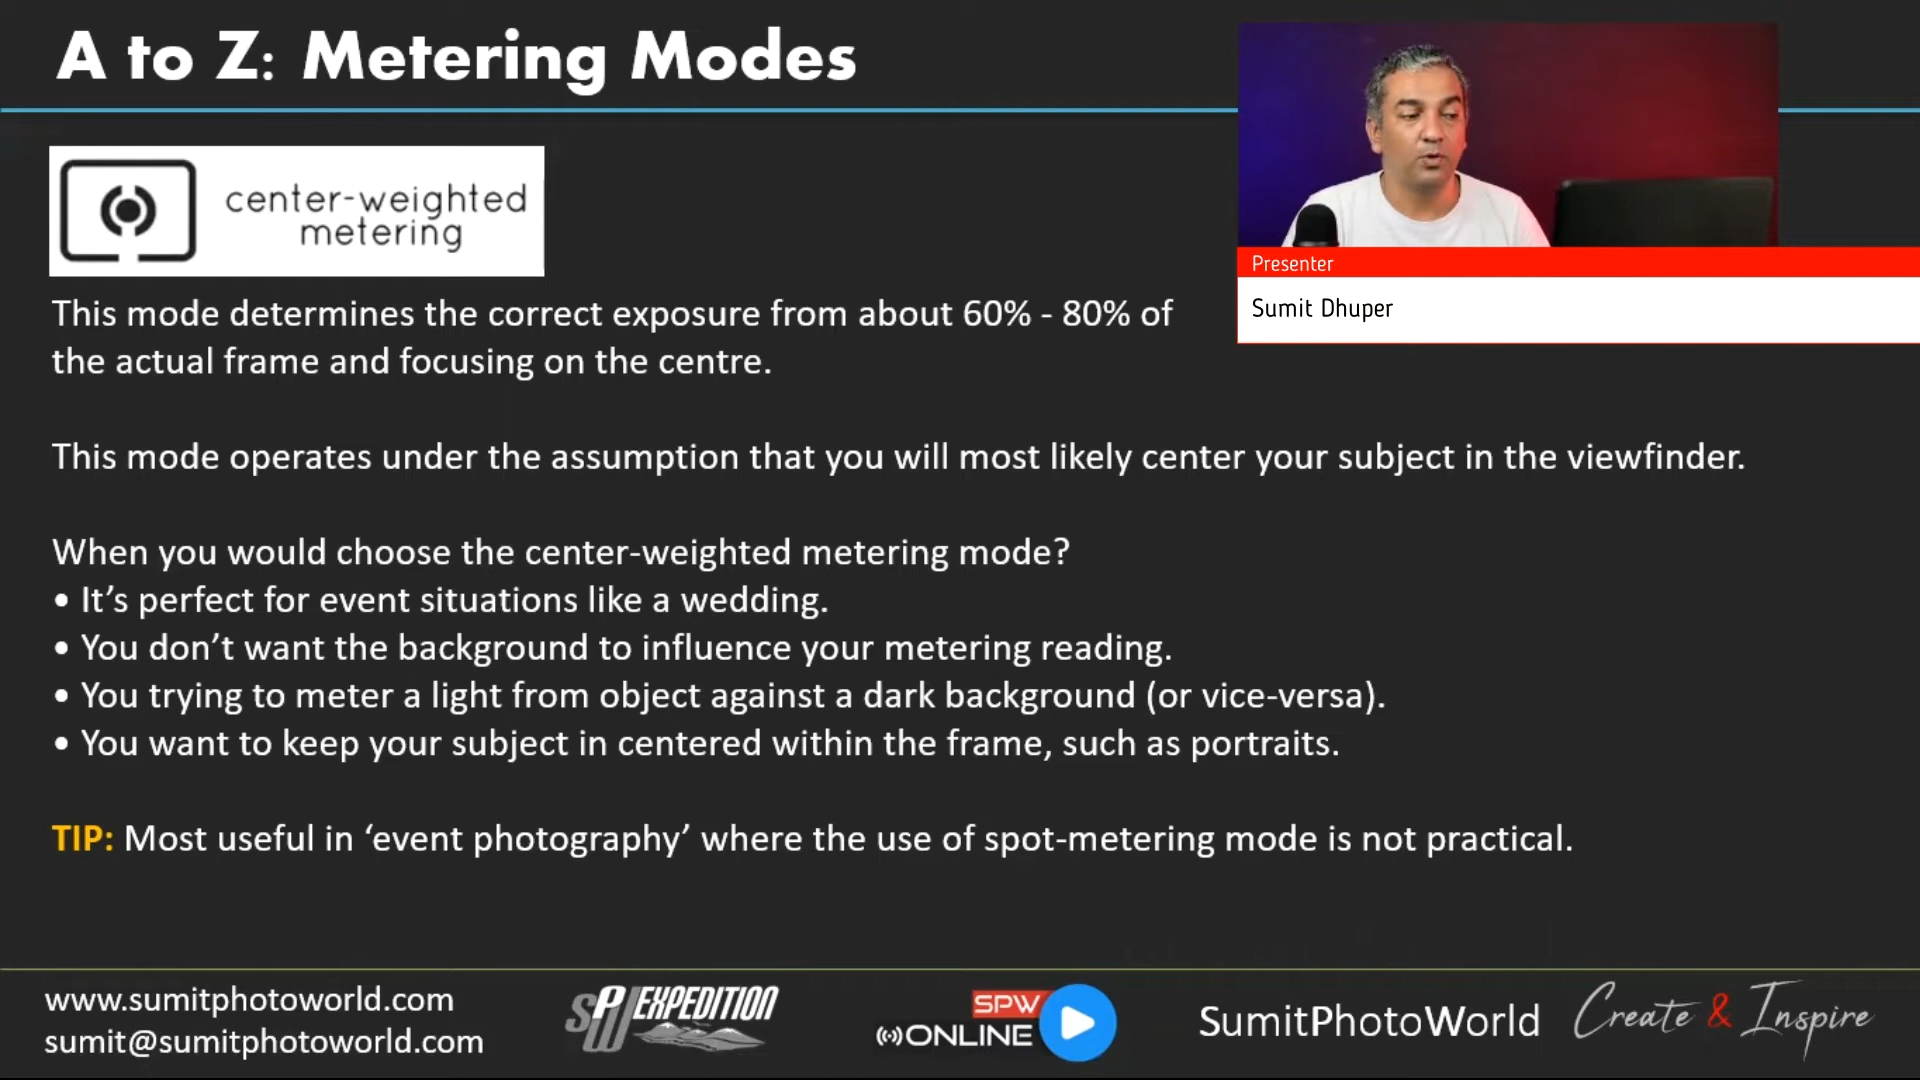 A to Z: Metering Modes
center-weighted
metering
Presenter
Sumit Dhuper
This mode determines the correct exposure from about 60% - 80% of
the actual frame and focusing on the centre.
This mode operates under the assumption that you will most likely center your subject in the viewfinder.
When you would choose the center-weighted metering mode?
• It’s perfect for event situations like a wedding.
• You don’t want the background to influence your metering reading.
• You trying to meter a light from object against a dark background (or vice-versa).
• You want to keep your subject in centered within the frame, such as portraits.
TIP: Most useful in ‘event photography’ where the use of spot-metering mode is not practical.
www.sumitphotoworld.com
sumit@sumitphotoworld.com
SPW EXPEDITION
SPW
ONLINE
SumitPhotoWorld
Create & Inspire